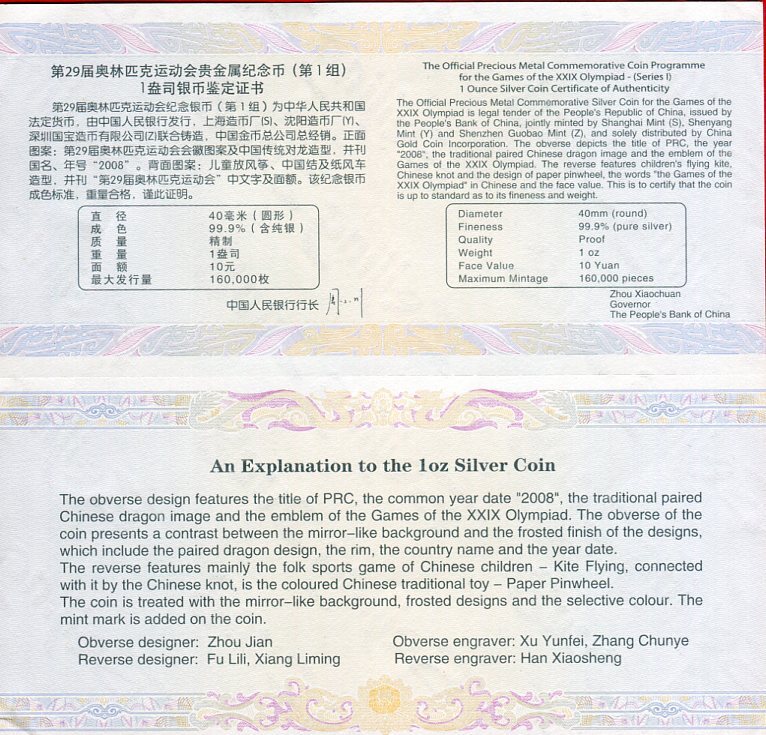 第29届奥林匹克运动会贵金属纪念币（第1组）
1盎司银币鉴定证书
第29届奥林匹克运动会纪念银币（第1组）为中华人民共和国
法定货币，由中国人民银行发行，上海造币厂(S)、沈阳造币厂(Y)、
深圳国宝造币有限公司(Z)联合铸造，中国金币总公司总经销。正面
图案：第29届奥林匹克运动会会徽图案及中国传统对龙造型，并刊
国名、年号“2008”。背面图案：儿童放风筝、中国结及纸风车
造型，并刊“第29届奥林匹克运动会”中文字及面额。该纪念银币
成色标准，重量合格，谨此证明。
直 径 40毫米（圆形）
成 色 99.9%（含纯银）
质 量 精制
重 量 1盎司
面 额 10元
最大发行量 160,000枚
中国人民银行行长
The Official Precious Metal Commemorative Coin Programme
for the Games of the XXIX Olympiad - (Series I)
1 Ounce Silver Coin Certificate of Authenticity
The Official Precious Metal Commemorative Silver Coin for the Games of the
XXIX Olympiad is legal tender of the People's Republic of China, issued by
the People's Bank of China, jointly minted by Shanghai Mint (S), Shenyang
Mint (Y) and Shenzhen Guobao Mint (Z), and solely distributed by China
Gold Coin Incorporation. The obverse depicts the title of PRC, the year
"2008", the traditional paired Chinese dragon image and the emblem of the
Games of the XXIX Olympiad. The reverse features children's flying kite,
Chinese knot and the design of paper pinwheel, the words "the Games of the
XXIX Olympiad" in Chinese and the face value. This is to certify that the coin
is up to standard as to its fineness and weight.
Diameter 40mm (round)
Fineness 99.9% (pure silver)
Quality Proof
Weight 1 oz
Face Value 10 Yuan
Maximum Mintage 160,000 pieces
Zhou Xiaochuan
Governor
The People's Bank of China
An Explanation to the 1oz Silver Coin
The obverse design features the title of PRC, the common year date "2008", the traditional paired
Chinese dragon image and the emblem of the Games of the XXIX Olympiad. The obverse of the
coin presents a contrast between the mirror–like background and the frosted finish of the designs,
which include the paired dragon design, the rim, the country name and the year date.
The reverse features mainly the folk sports game of Chinese children – Kite Flying, connected
with it by the Chinese knot, is the coloured Chinese traditional toy – Paper Pinwheel.
The coin is treated with the mirror–like background, frosted designs and the selective colour. The
mint mark is added on the coin.
Obverse designer: Zhou Jian Obverse engraver: Xu Yunfei, Zhang Chunye
Reverse designer: Fu Lili, Xiang Liming Reverse engraver: Han Xiaosheng